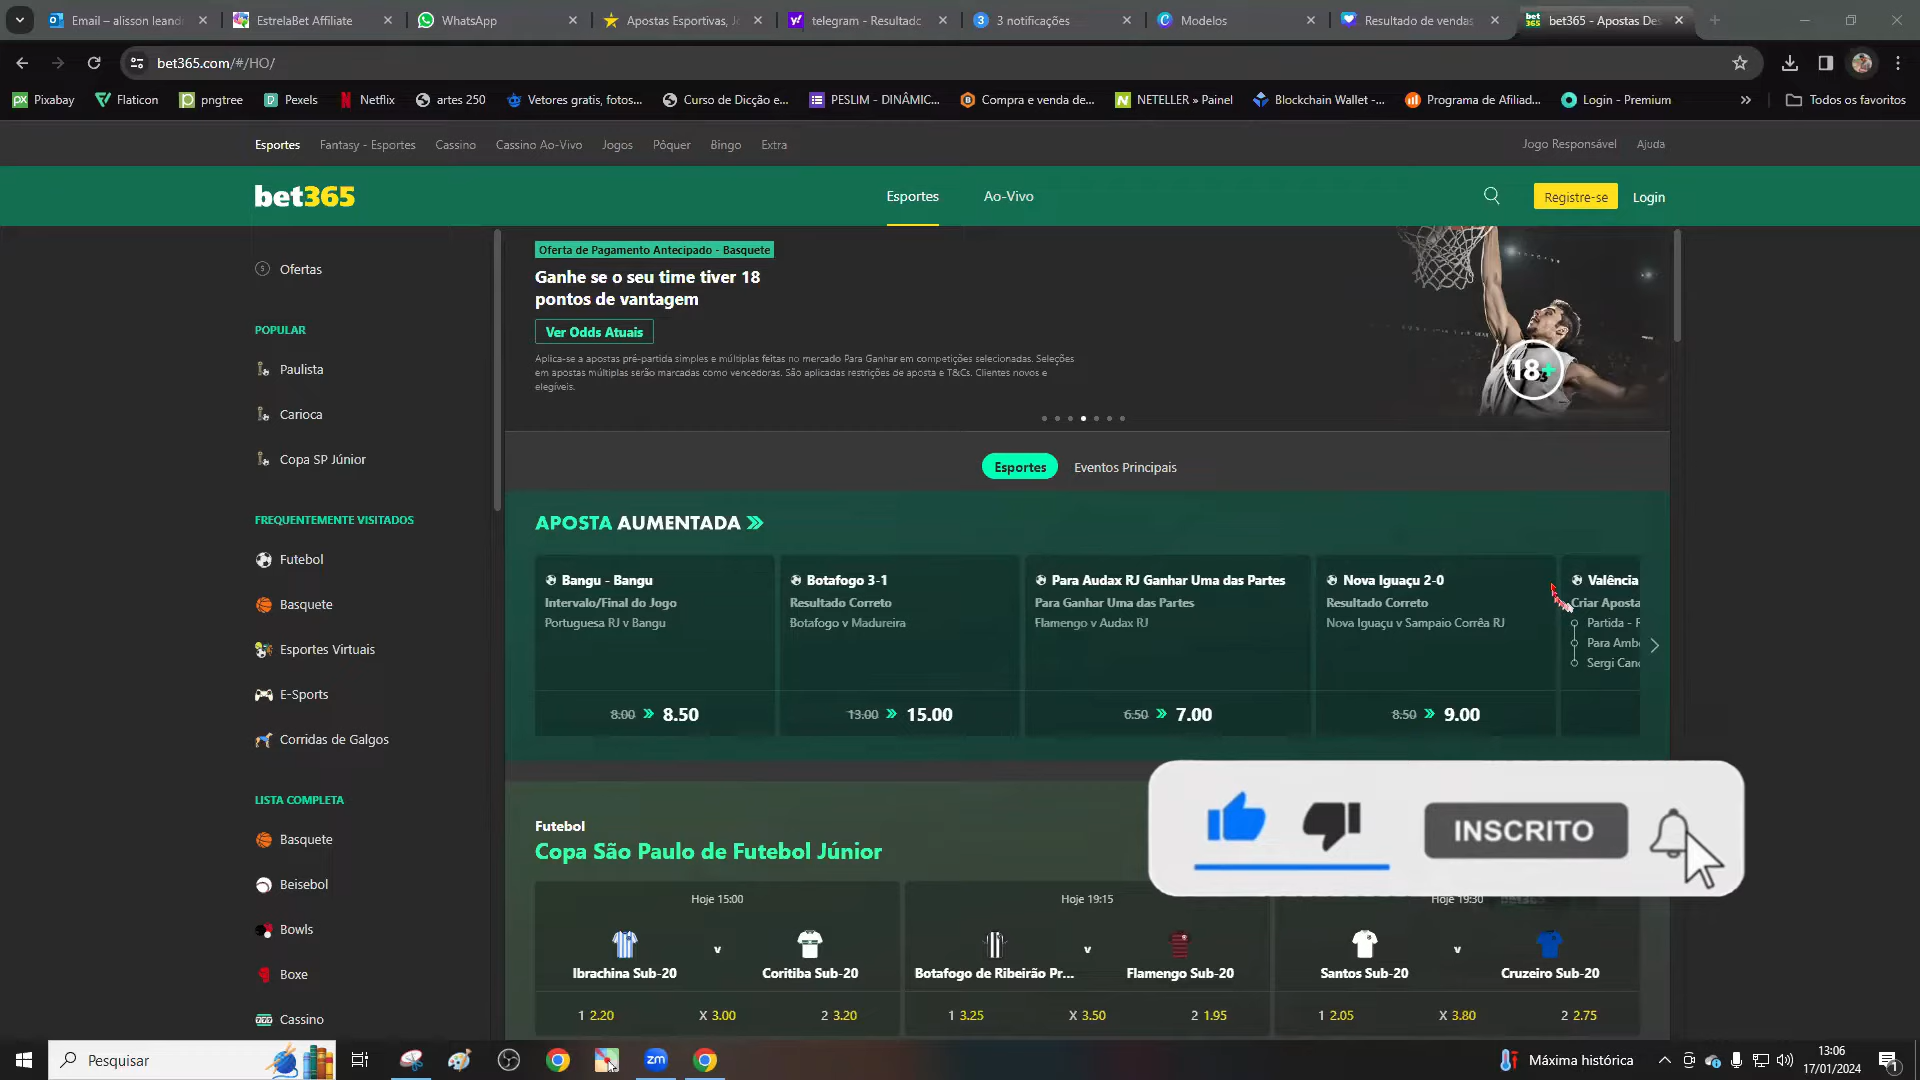 Email – alisson leand
EstrelaBet Affiliate
WhatsApp
Apostas Esportivas, Jo
telegram - Resultado
3 notificações
Modelos
Resultado de vendas
bet365 - Apostas Des
bet365.com/#/HO/
Pixabay
Flaticon
pngtree
Pexels
Netflix
artes 250
Vetores gratis, fotos...
Curso de Dicção e...
PESLIM - DINÂMIC...
Compra e venda de...
NETELLER » Painel
Blockchain Wallet -...
Programa de Afiliad...
Login - Premium
Todos os favoritos
Esportes
Fantasy - Esportes
Cassino
Cassino Ao-Vivo
Jogos
Póquer
Bingo
Extra
Jogo Responsável
Ajuda
bet365
Esportes
Ao-Vivo
Registre-se
Login
Ofertas
POPULAR
Paulista
Carioca
Copa SP Júnior
FREQUENTEMENTE VISITADOS
Futebol
Basquete
Esportes Virtuais
E-Sports
Corridas de Galgos
LISTA COMPLETA
Basquete
Beisebol
Bowls
Boxe
Cassino
Oferta de Pagamento Antecipado - Basquete
Ganhe se o seu time tiver 18
pontos de vantagem
Ver Odds Atuais
Aplica-se a apostas pré-partida simples e múltiplas feitas no mercado Para Ganhar em competições selecionadas. Seleções
em apostas múltiplas serão marcadas como vencedoras. São aplicadas restrições de aposta e T&Cs. Clientes novos e
elegíveis.
18+
Esportes
Eventos Principais
APOSTA AUMENTADA
Bangu - Bangu
Intervalo/Final do Jogo
Portuguesa RJ v Bangu
8.00 8.50
Botafogo 3-1
Resultado Correto
Botafogo v Madureira
13.00 15.00
Para Audax RJ Ganhar Uma das Partes
Para Ganhar Uma das Partes
Flamengo v Audax RJ
6.50 7.00
Nova Iguaçu 2-0
Resultado Correto
Nova Iguaçu v Sampaio Corrêa RJ
8.50 9.00
Valência
Criar Aposta
Partida - R
Para Ambo
Sergi Cano
INSCRITO
Futebol
Copa São Paulo de Futebol Júnior
Hoje 15:00
Ibrachina Sub-20
v
Coritiba Sub-20
1 2.20
X 3.00
2 3.20
Hoje 19:15
Botafogo de Ribeirão Pr...
v
Flamengo Sub-20
1 3.25
X 3.50
2 1.95
Hoje 19:30
Santos Sub-20
v
Cruzeiro Sub-20
1 2.05
X 3.80
2 2.75
Pesquisar
zm
Máxima histórica
13:06
17/01/2024
1